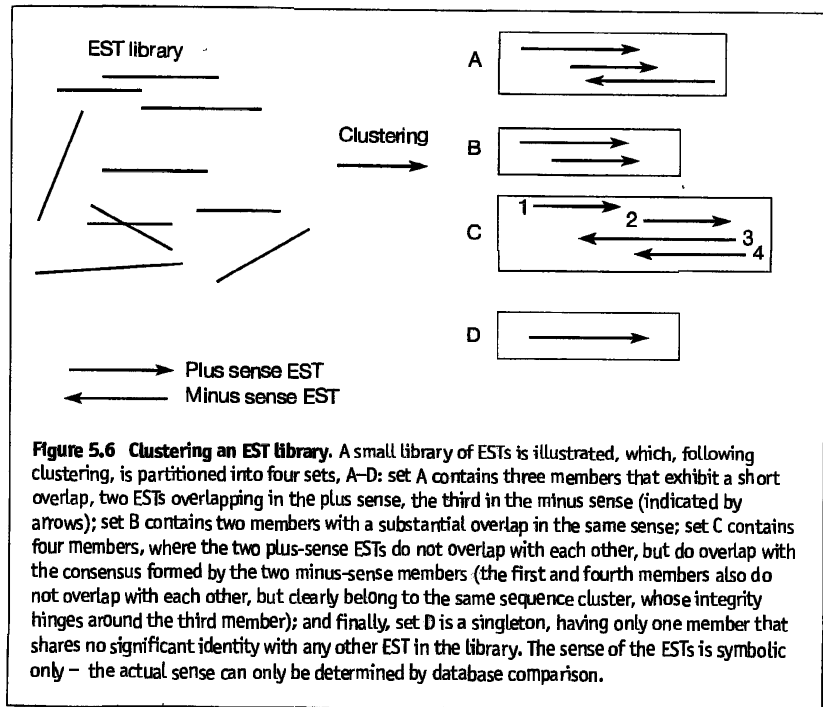 EST library
Clustering
A
B
C
1
2
3
4
D
Plus sense EST
Minus sense EST
Figure 5.6 Clustering an EST library. A small library of ESTs is illustrated, which, following
clustering, is partitioned into four sets, A–D: set A contains three members that exhibit a short
overlap, two ESTs overlapping in the plus sense, the third in the minus sense (indicated by
arrows); set B contains two members with a substantial overlap in the same sense; set C contains
four members, where the two plus-sense ESTs do not overlap with each other, but do overlap with
the consensus formed by the two minus-sense members (the first and fourth members also do
not overlap with each other, but clearly belong to the same sequence cluster, whose integrity
hinges around the third member); and finally, set D is a singleton, having only one member that
shares no significant identity with any other EST in the library. The sense of the ESTs is symbolic
only – the actual sense can only be determined by database comparison.